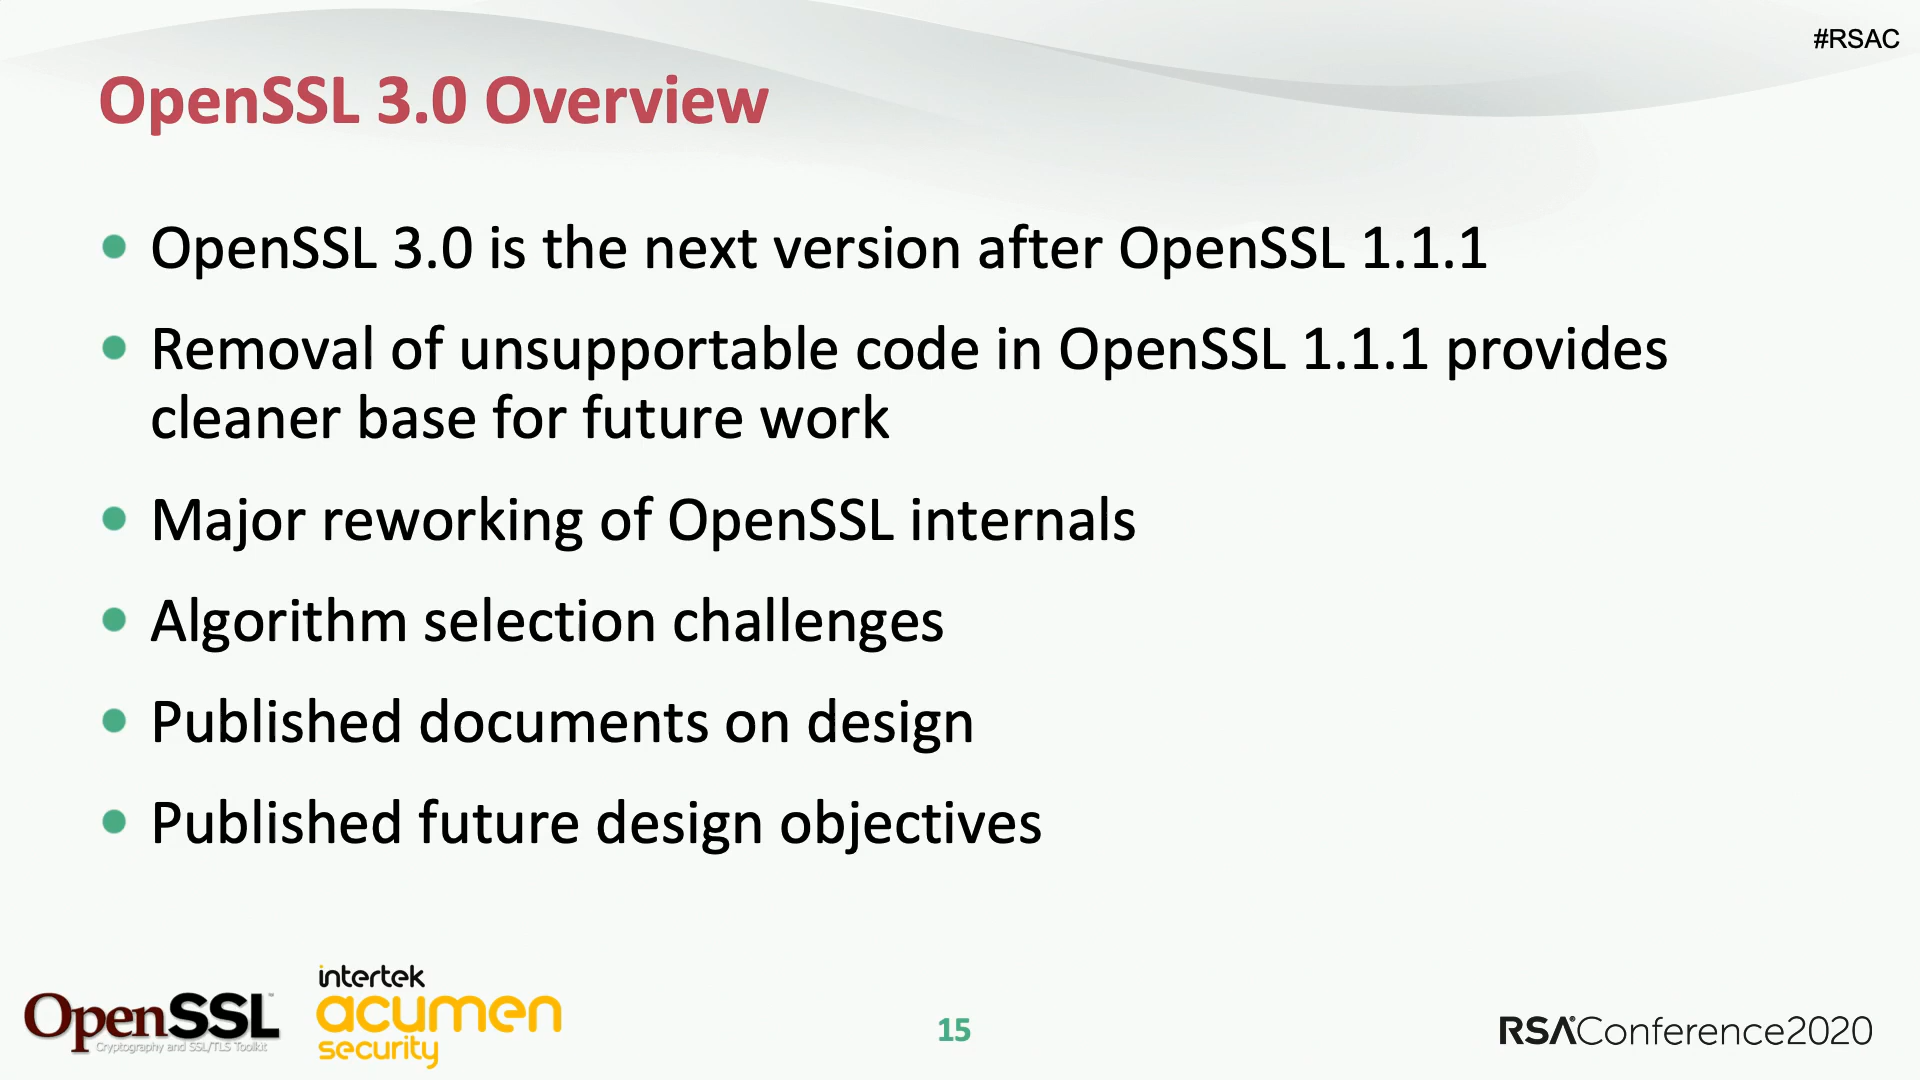 #RSAC
OpenSSL 3.0 Overview
• OpenSSL 3.0 is the next version after OpenSSL 1.1.1
• Removal of unsupportable code in OpenSSL 1.1.1 provides
cleaner base for future work
• Major reworking of OpenSSL internals
• Algorithm selection challenges
• Published documents on design
• Published future design objectives
OpenSSL™
Cryptography and SSL/TLS Toolkit
intertek
acumen
security
15
RSA®Conference2020